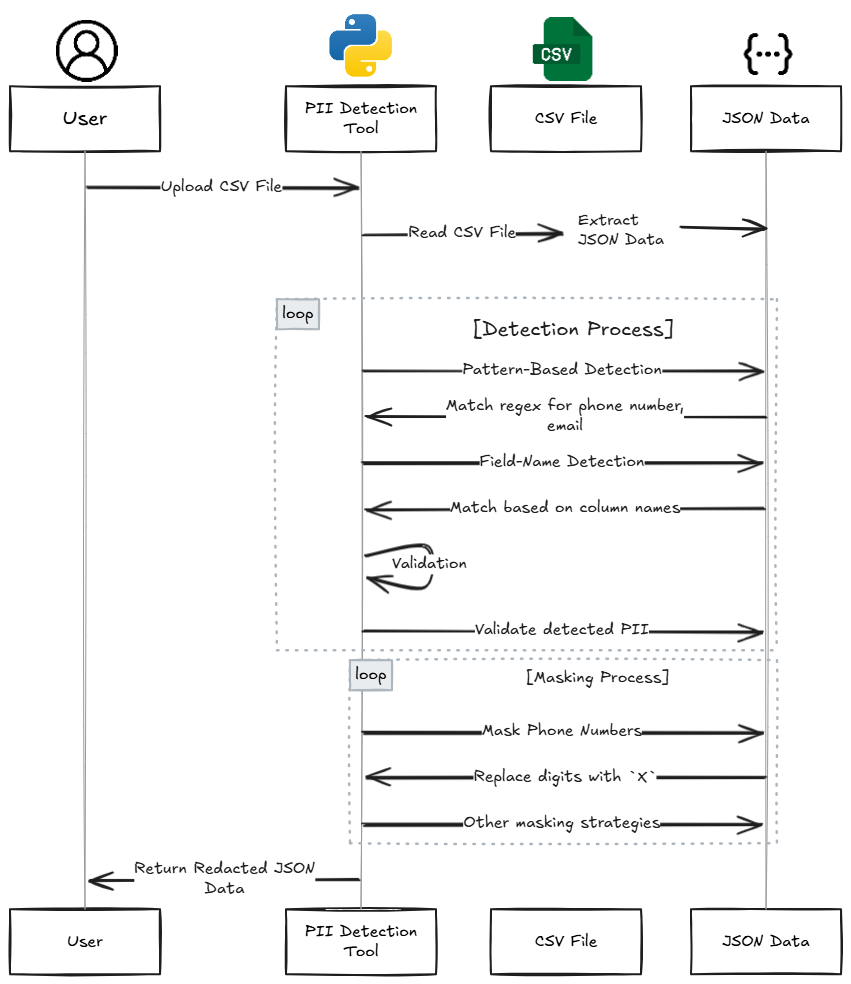 CSV
{...}
User
PII Detection
Tool
CSV File
JSON Data
Upload CSV File
Read CSV File
Extract
JSON Data
loop
[Detection Process]
Pattern-Based Detection
Match regex for phone number,
email
Field-Name Detection
Match based on column names
Validation
Validate detected PII
loop
[Masking Process]
Mask Phone Numbers
Replace digits with `X`
Other masking strategies
Return Redacted JSON
Data
User
PII Detection
Tool
CSV File
JSON Data